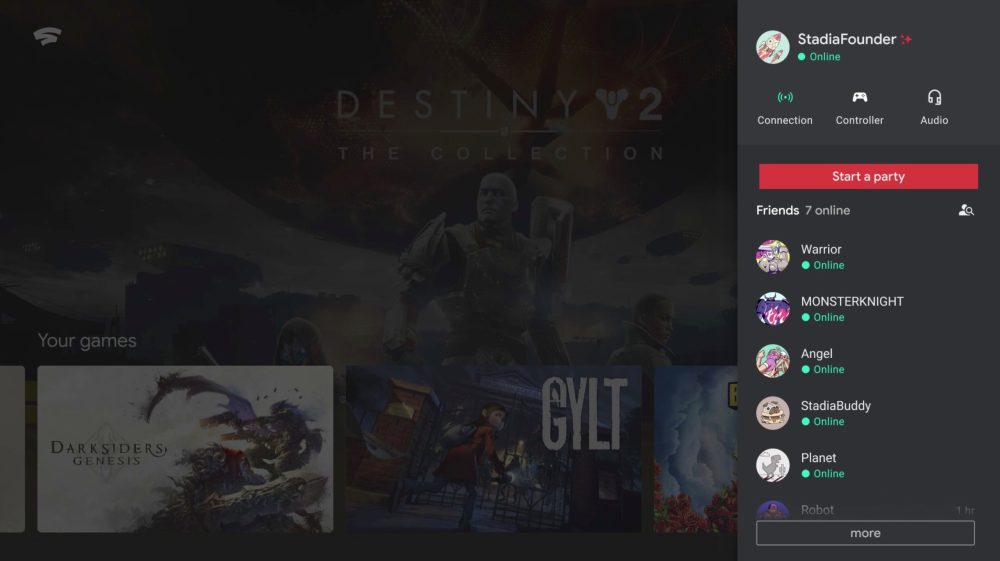 DESTINY 2
THE COLLECTION
Your games
DARKSIDERS
GENESIS
GYLT
StadiaFounder
Online
Connection
Controller
Audio
Start a party
Friends 7 online
Warrior
Online
MONSTERKNIGHT
Online
Angel
Online
StadiaBuddy
Online
Planet
Online
Robot 1 hr
more